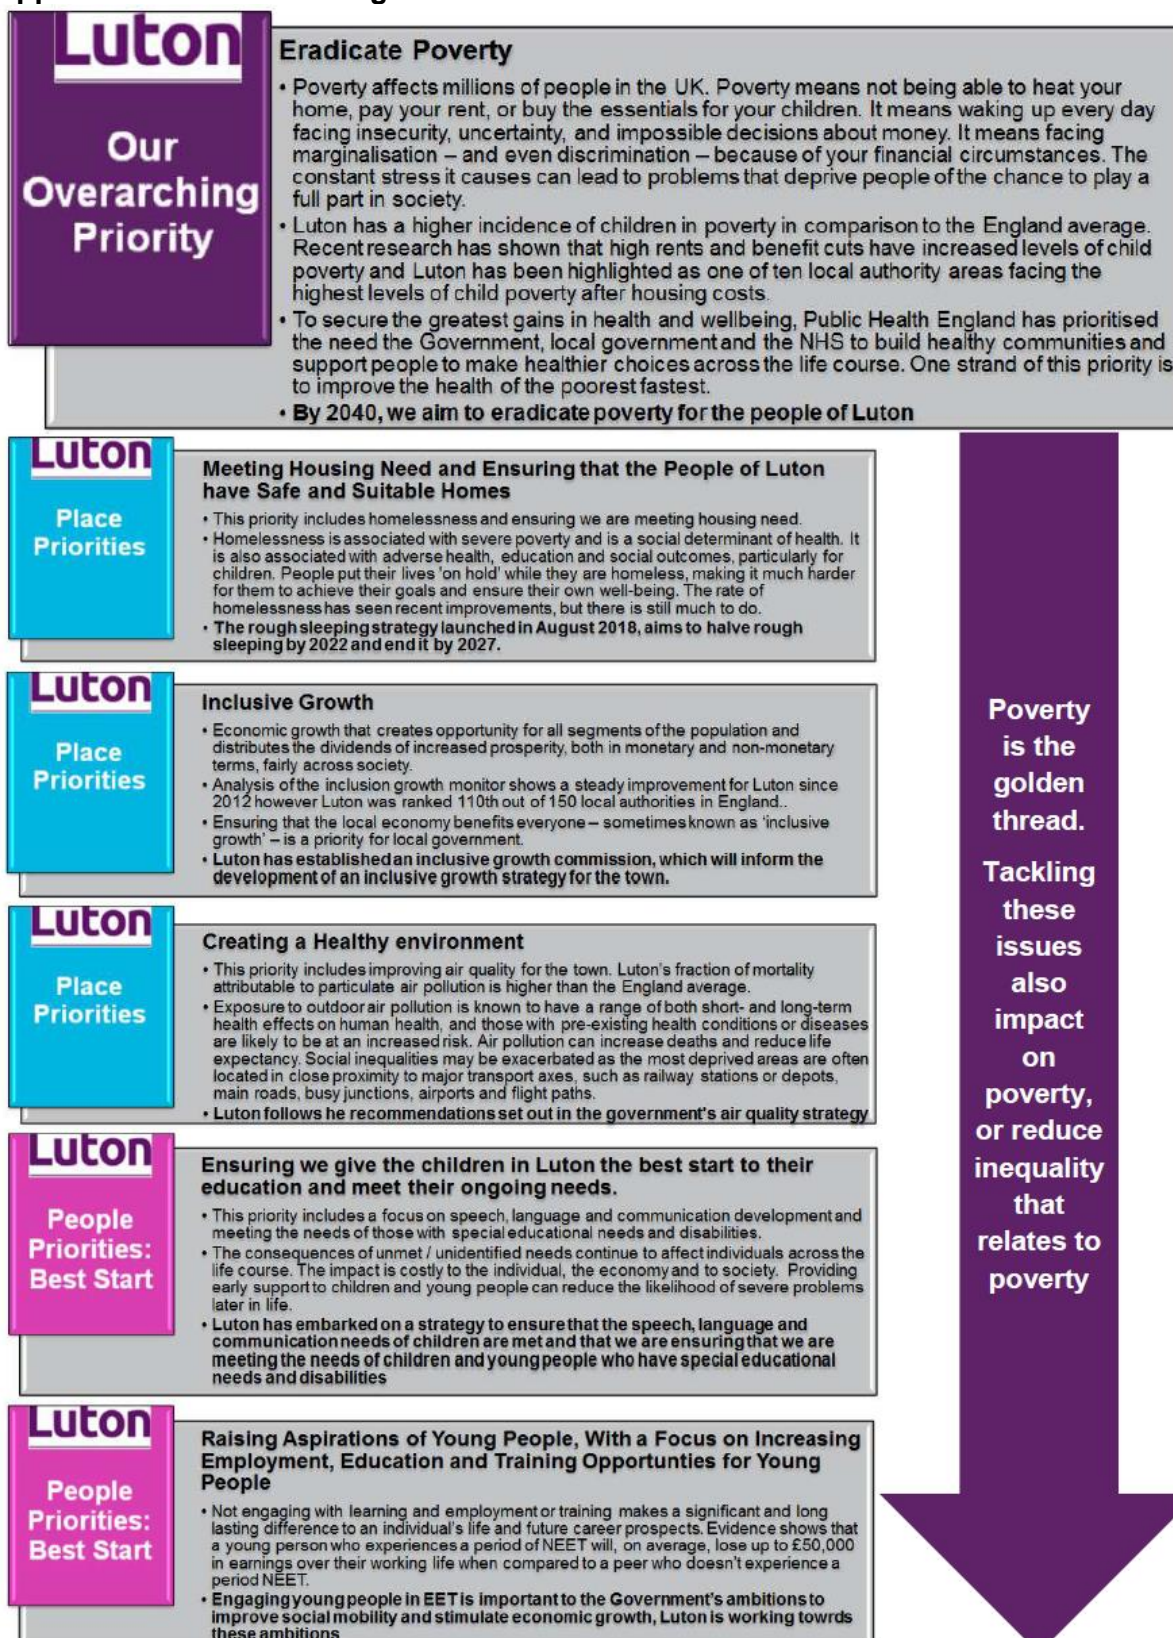 Luton
Our
Overarching
Priority
Eradicate Poverty
• Poverty affects millions of people in the UK. Poverty means not being able to heat your
home, pay your rent, or buy the essentials for your children. It means waking up every day
facing insecurity, uncertainty, and impossible decisions about money. It means facing
marginalisation – and even discrimination – because of your financial circumstances. The
constant stress it causes can lead to problems that deprive people of the chance to play a
full part in society.
• Luton has a higher incidence of children in poverty in comparison to the England average.
Recent research has shown that high rents and benefit cuts have increased levels of child
poverty and Luton has been highlighted as one of ten local authority areas facing the
highest levels of child poverty after housing costs.
• To secure the greatest gains in health and wellbeing, Public Health England has prioritised
the need the Government, local government and the NHS to build healthy communities and
support people to make healthier choices across the life course. One strand of this priority is
to improve the health of the poorest fastest.
• By 2040, we aim to eradicate poverty for the people of Luton
Luton
Place
Priorities
Meeting Housing Need and Ensuring that the People of Luton
have Safe and Suitable Homes
• This priority includes homelessness and ensuring we are meeting housing need.
• Homelessness is associated with severe poverty and is a social determinant of health. It
is also associated with adverse health, education and social outcomes, particularly for
children. People put their lives 'on hold' while they are homeless, making it much harder
for them to achieve their goals and ensure their own well-being. The rate of
homelessness has seen recent improvements, but there is still much to do.
• The rough sleeping strategy launched in August 2018, aims to halve rough
sleeping by 2022 and end it by 2027.
Luton
Place
Priorities
Inclusive Growth
• Economic growth that creates opportunity for all segments of the population and
distributes the dividends of increased prosperity, both in monetary and non-monetary
terms, fairly across society.
• Analysis of the inclusion growth monitor shows a steady improvement for Luton since
2012 however Luton was ranked 110th out of 150 local authorities in England..
• Ensuring that the local economy benefits everyone – sometimes known as 'inclusive
growth' – is a priority for local government.
• Luton has established an inclusive growth commission, which will inform the
development of an inclusive growth strategy for the town.
Luton
Place
Priorities
Creating a Healthy environment
• This priority includes improving air quality for the town. Luton's fraction of mortality
attributable to particulate air pollution is higher than the England average.
• Exposure to outdoor air pollution is known to have a range of both short- and long-term
health effects on human health, and those with pre-existing health conditions or diseases
are likely to be at an increased risk. Air pollution can increase deaths and reduce life
expectancy. Social inequalities may be exacerbated as the most deprived areas are often
located in close proximity to major transport axes, such as railway stations or depots,
main roads, busy junctions, airports and flight paths.
• Luton follows he recommendations set out in the government's air quality strategy
Luton
People
Priorities:
Best Start
Ensuring we give the children in Luton the best start to their
education and meet their ongoing needs.
• This priority includes a focus on speech, language and communication development and
meeting the needs of those with special educational needs and disabilities.
• The consequences of unmet / unidentified needs continue to affect individuals across the
life course. The impact is costly to the individual, the economy and to society. Providing
early support to children and young people can reduce the likelihood of severe problems
later in life.
• Luton has embarked on a strategy to ensure that the speech, language and
communication needs of children are met and that we are ensuring that we are
meeting the needs of children and young people who have special educational
needs and disabilities
Luton
People
Priorities:
Best Start
Raising Aspirations of Young People, With a Focus on Increasing
Employment, Education and Training Opportunties for Young
People
• Not engaging with learning and employment or training makes a significant and long
lasting difference to an individual's life and future career prospects. Evidence shows that
a young person who experiences a period of NEET will, on average, lose up to £50,000
in earnings over their working life when compared to a peer who doesn't experience a
period NEET.
• Engaging young people in EET is important to the Government's ambitions to
improve social mobility and stimulate economic growth, Luton is working towrds
these ambitions
Poverty
is the
golden
thread.
Tackling
these
issues
also
impact
on
poverty,
or reduce
inequality
that
relates to
poverty